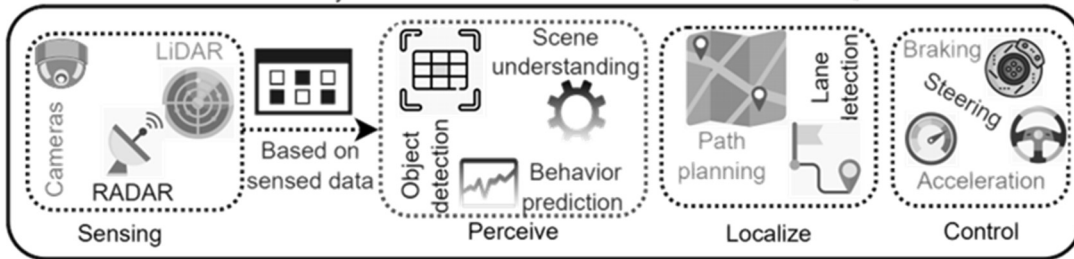 Cameras
LiDAR
RADAR
Sensing
Based on
sensed data
Object
detection
Scene
understanding
Behavior
prediction
Perceive
Path
planning
Lane
detection
Localize
Braking
Steering
Acceleration
Control